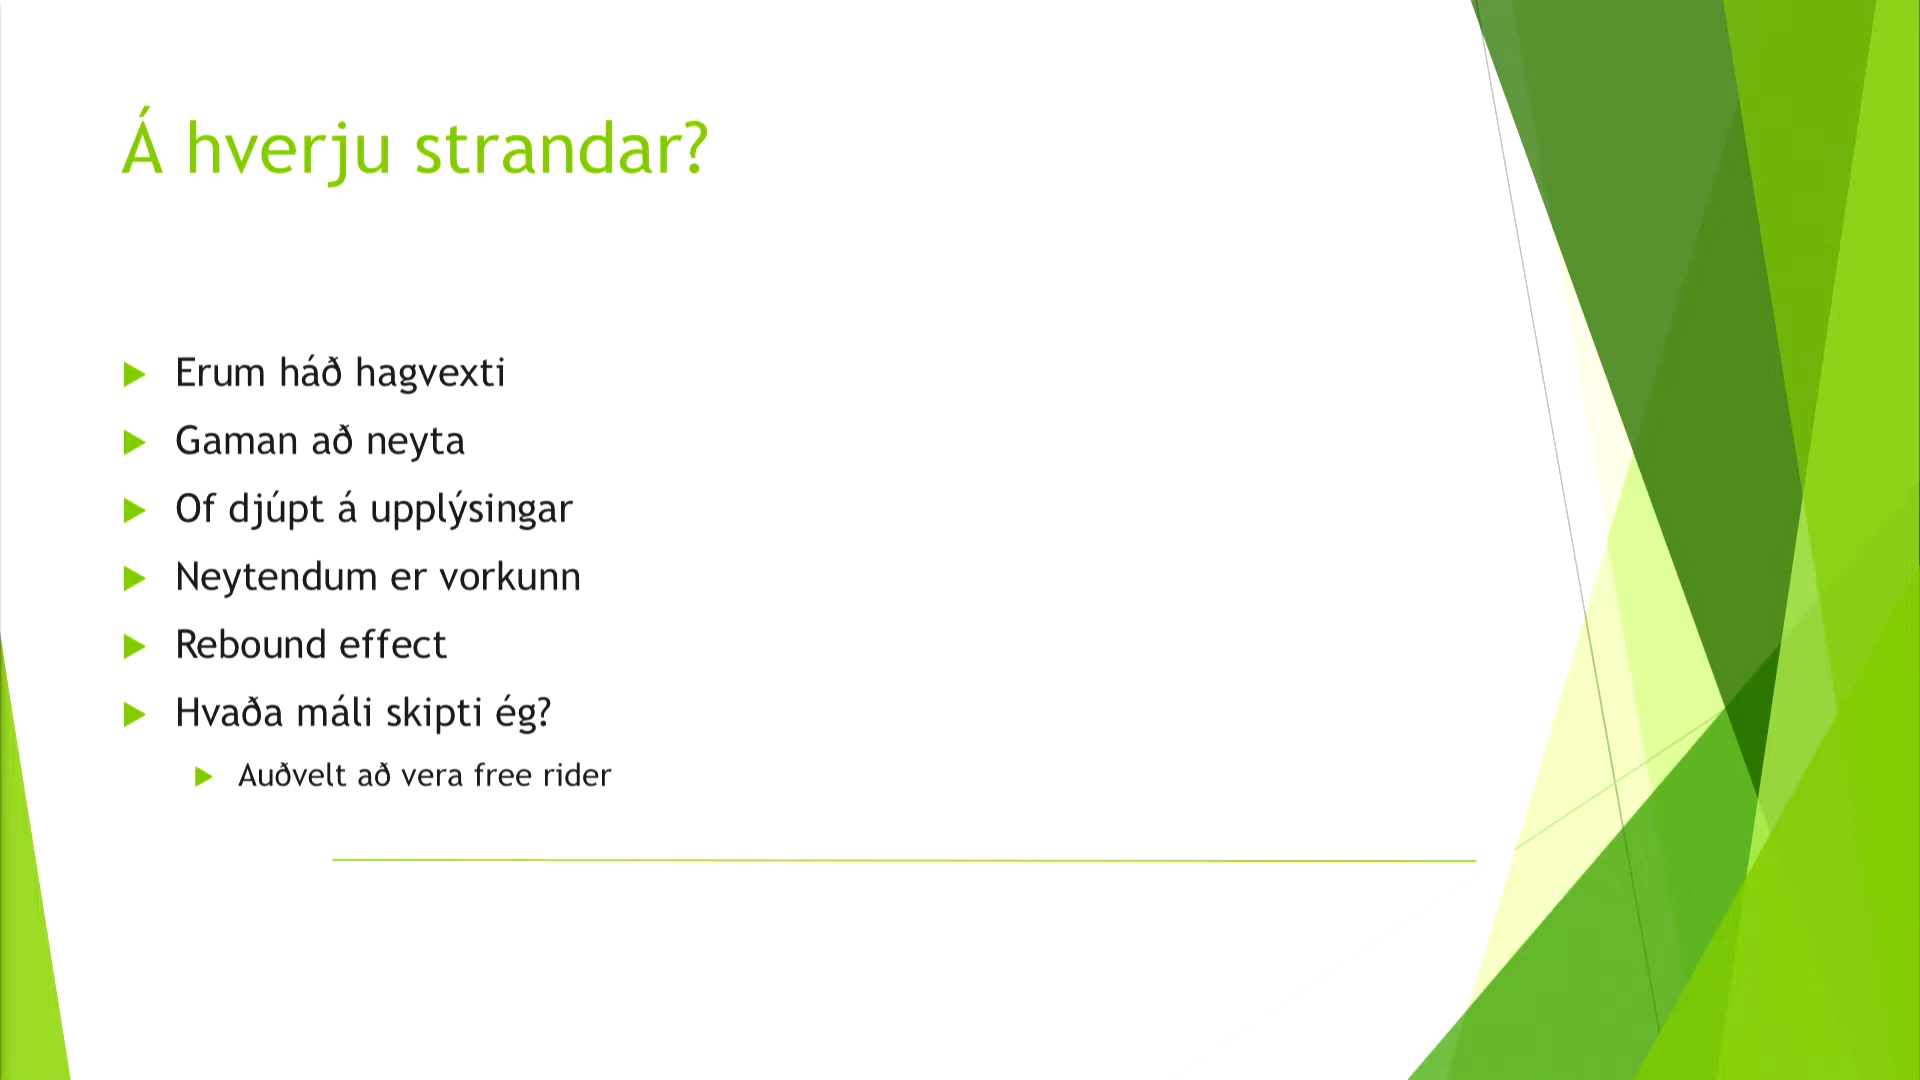 Á hverju strandar?
Erum háð hagvexti
Gaman að neyta
Of djúpt á upplýsingar
Neytendum er vorkunn
Rebound effect
Hvaða máli skipti ég?
Auðvelt að vera free rider